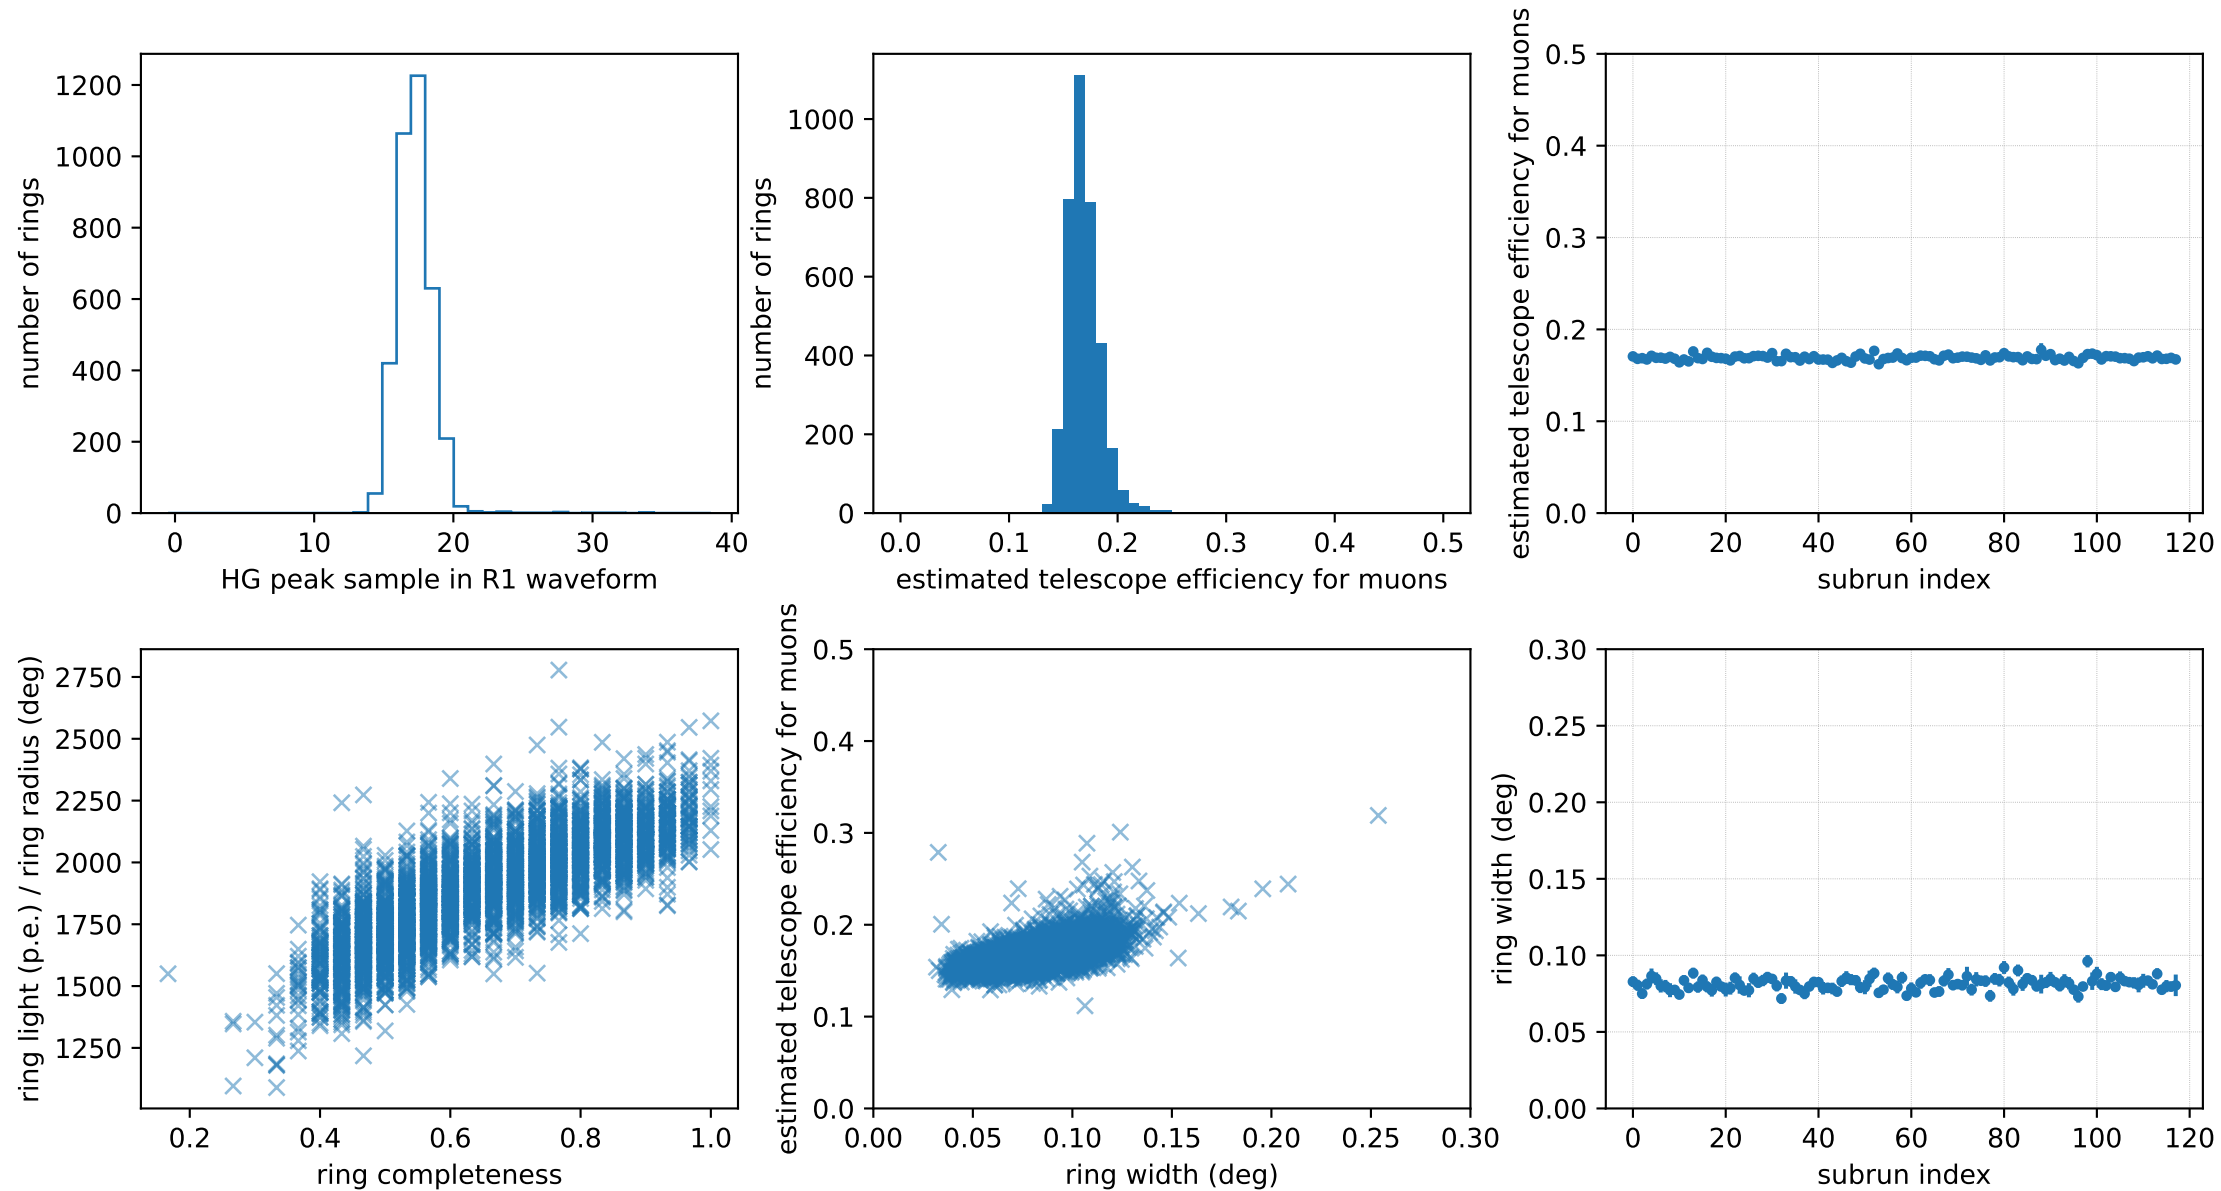 1200
1000
800
600
400
200
0
number of rings
0 10 20 30 40
HG peak sample in R1 waveform
1000
800
600
400
200
0
number of rings
0.0 0.1 0.2 0.3 0.4 0.5
estimated telescope efficiency for muons
0.5
0.4
0.3
0.2
0.1
0.0
estimated telescope efficiency for muons
0 20 40 60 80 100 120
subrun index
2750
2500
2250
2000
1750
1500
1250
ring light (p.e.) / ring radius (deg)
0.2 0.4 0.6 0.8 1.0
ring completeness
0.5
0.4
0.3
0.2
0.1
0.0
estimated telescope efficiency for muons
0.00 0.05 0.10 0.15 0.20 0.25 0.30
ring width (deg)
0.30
0.25
0.20
0.15
0.10
0.05
0.00
ring width (deg)
0 20 40 60 80 100 120
subrun index